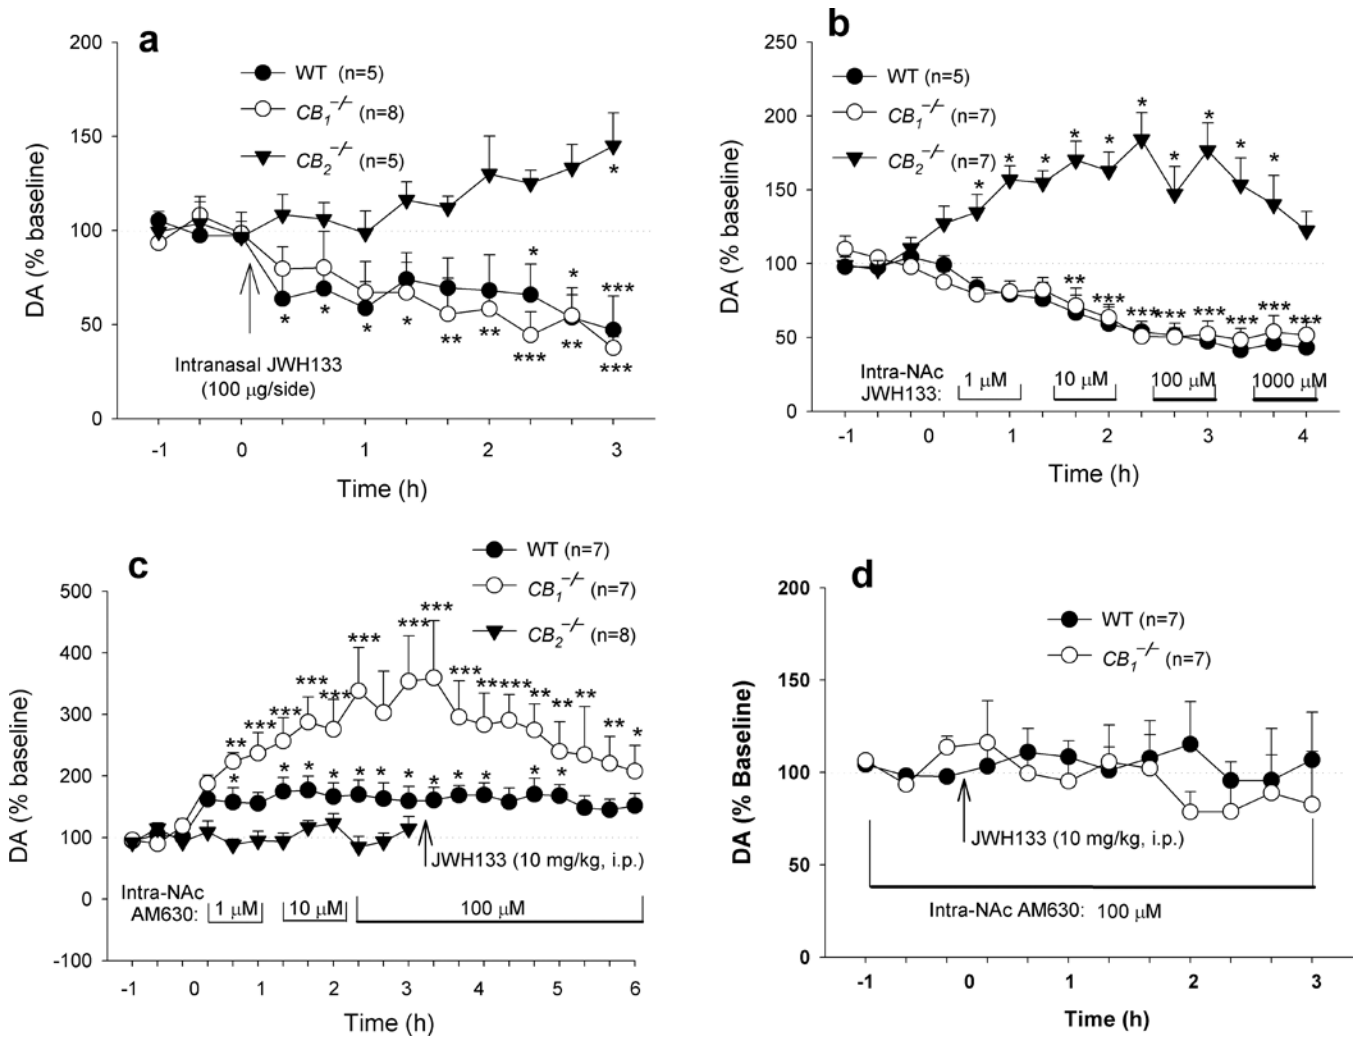 a
200
150
100
50
0
DA (% baseline)
WT (n=5)
CB₁⁻/⁻ (n=8)
CB₂⁻/⁻ (n=5)
*
* * ***
* * * * ** ** *** ** ***
Intranasal JWH133
(100 µg/side)
-1 0 1 2 3
Time (h)
b
250
200
150
100
50
0
DA (% baseline)
WT (n=5)
CB₁⁻/⁻ (n=7)
CB₂⁻/⁻ (n=7)
* * * * * * * * * *
** *** *** *** *** *** *** ***
Intra-NAc
JWH133:
1 µM 10 µM 100 µM 1000 µM
-1 0 1 2 3 4
Time (h)
c
500
400
300
200
100
0
-100
DA (% baseline)
WT (n=7)
CB₁⁻/⁻ (n=7)
CB₂⁻/⁻ (n=8)
** *** *** *** *** *** *** *** *** ** *** ** ** ** ** *
* * * * * * * * * * * *
JWH133 (10 mg/kg, i.p.)
Intra-NAc
AM630:
1 µM 10 µM 100 µM
-1 0 1 2 3 4 5 6
Time (h)
d
200
150
100
50
0
DA (% Baseline)
WT (n=7)
CB₁⁻/⁻ (n=7)
JWH133 (10 mg/kg, i.p.)
Intra-NAc AM630: 100 µM
-1 0 1 2 3
Time (h)